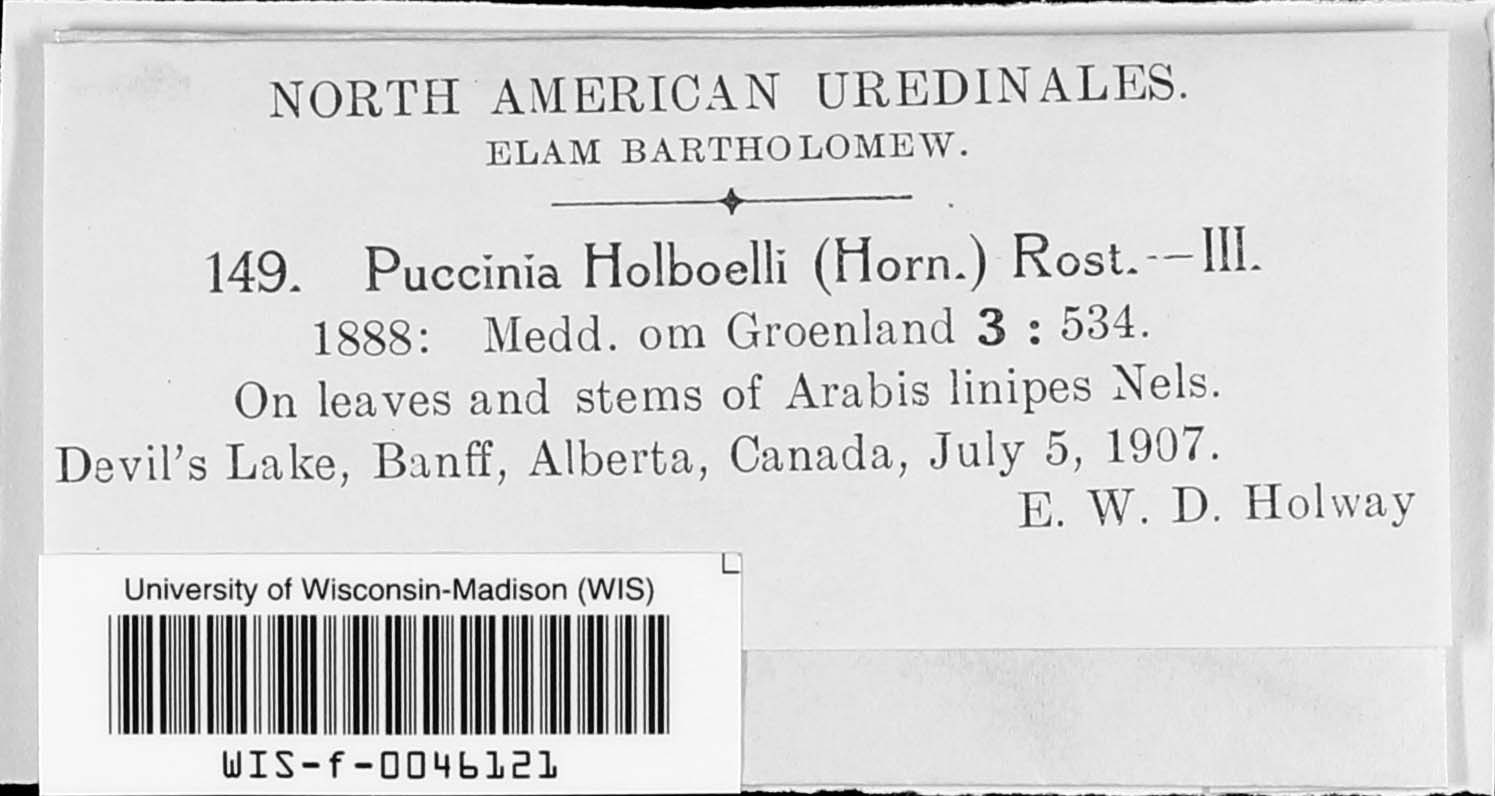 NORTH AMERICAN UREDINALES.
ELAM BARTHOLOMEW.
149. Puccinia Holboelli (Horn.) Rost.--III.
1888: Medd. om Groenland 3 : 534.
On leaves and stems of Arabis linipes Nels.
Devil's Lake, Banff, Alberta, Canada, July 5, 1907.
E. W. D. Holway
University of Wisconsin-Madison (WIS)
WIS-f-0046121